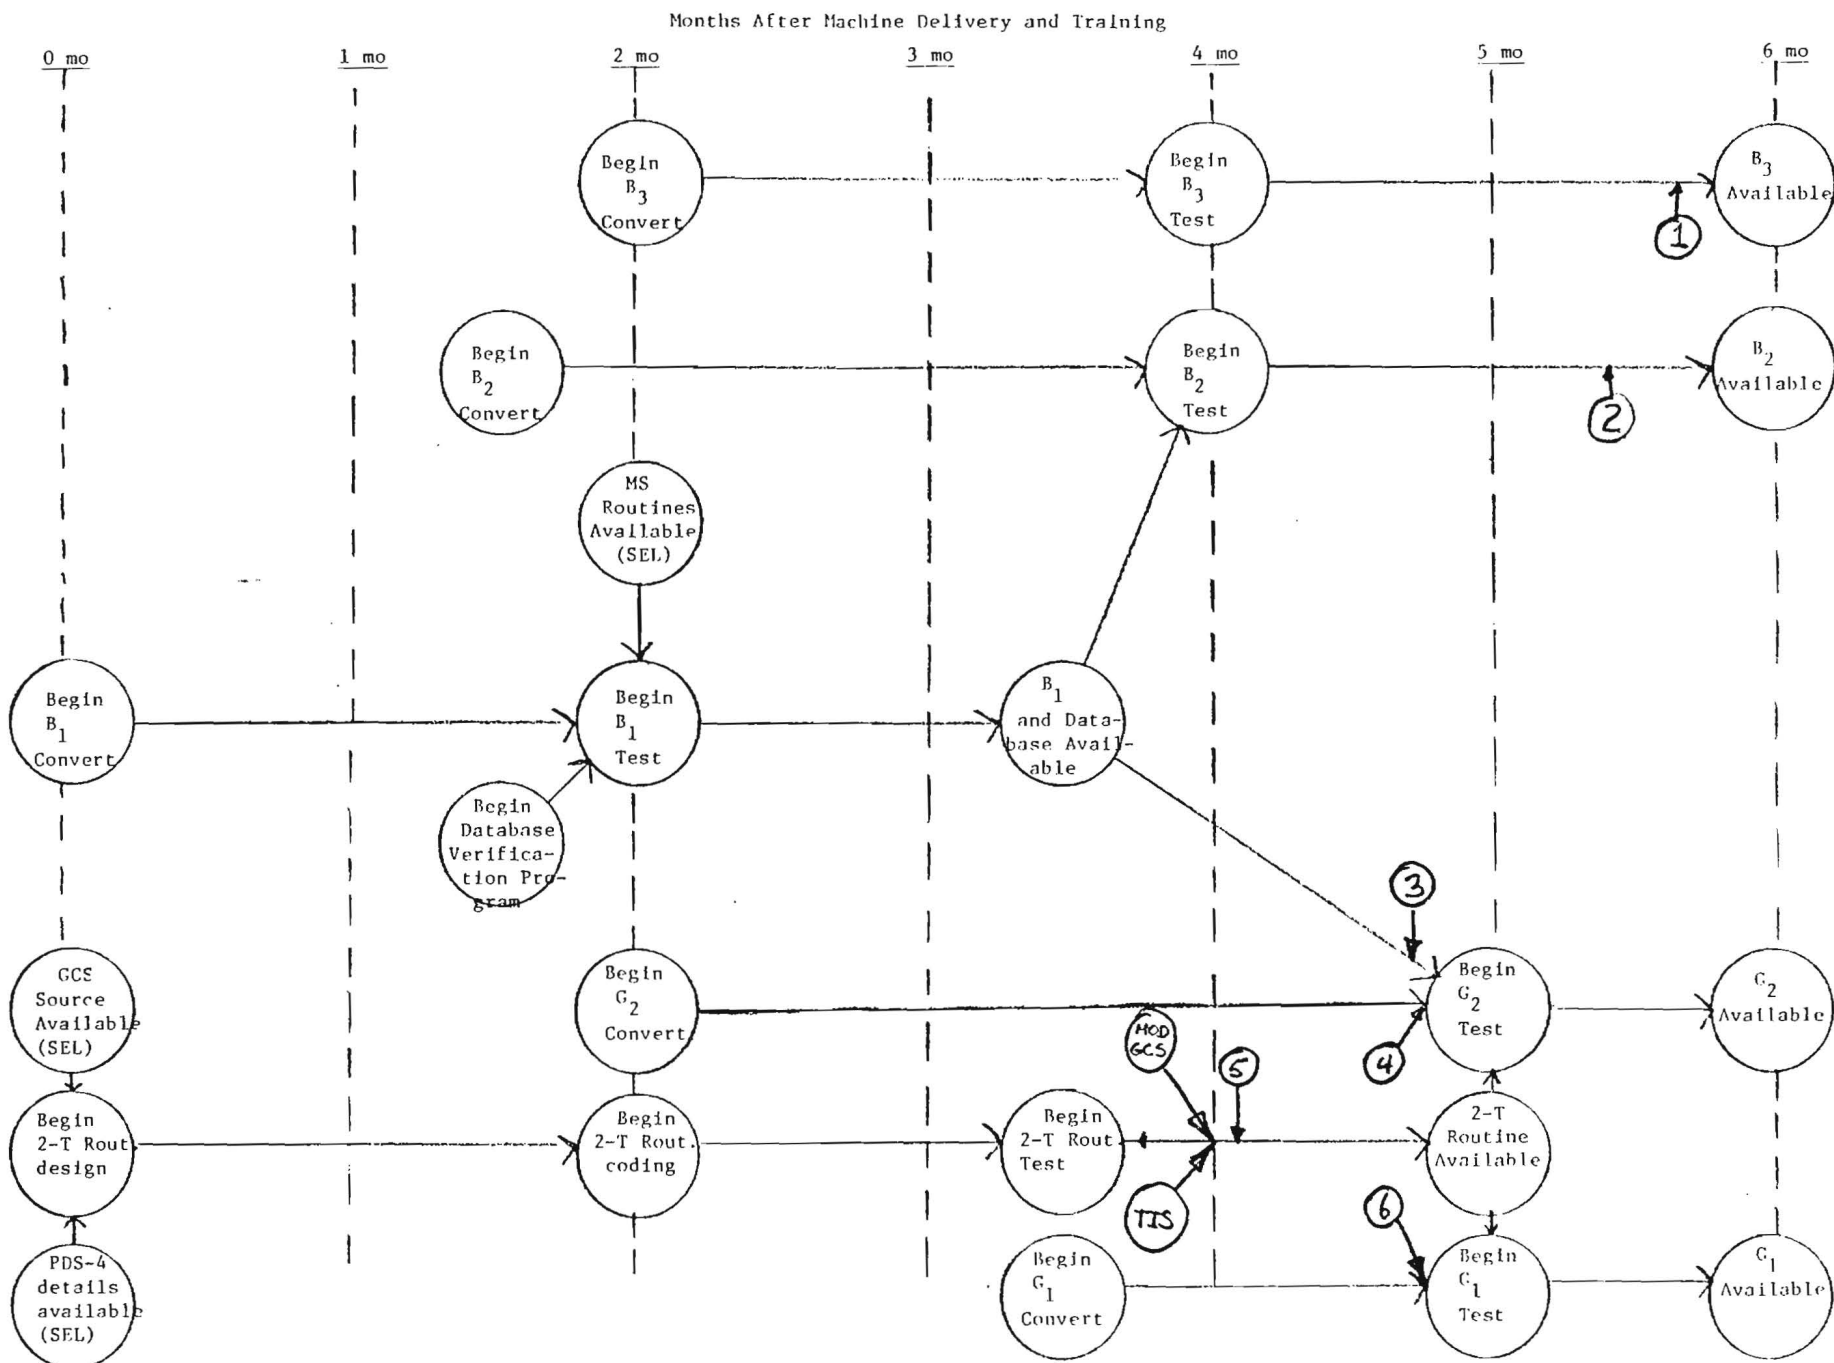 Months After Machine Delivery and Training
0 mo
1 mo
2 mo
3 mo
4 mo
5 mo
6 mo
Begin
B3
Convert
Begin
B3
Test
B3
Available
1
Begin
B2
Convert
Begin
B2
Test
B2
Available
2
MS
Routines
Available
(SEL)
Begin
B1
Convert
Begin
B1
Test
B1
and Data-
base Avail-
able
Begin
Database
Verifica-
tion Pro-
gram
3
GCS
Source
Available
(SEL)
Begin
G2
Convert
Begin
G2
Test
G2
Available
MOD
GCS
5
4
Begin
2-T Rout
design
Begin
2-T Rout.
coding
Begin
2-T Rout
Test
2-T
Routine
Available
TIS
6
PDS-4
details
available
(SEL)
Begin
G1
Convert
Begin
G1
Test
G1
Available